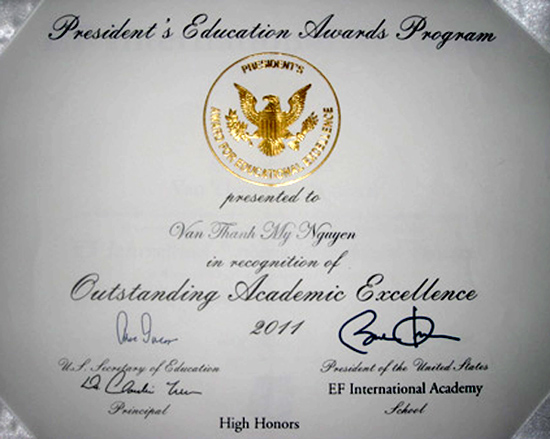 President's Education Awards Program
PRESIDENT'S
AWARD FOR EDUCATIONAL EXCELLENCE
presented to
Van Thanh My Nguyen
in recognition of
Outstanding Academic Excellence
2011
U.S. Secretary of Education
President of the United States
EF International Academy
Principal
School
High Honors